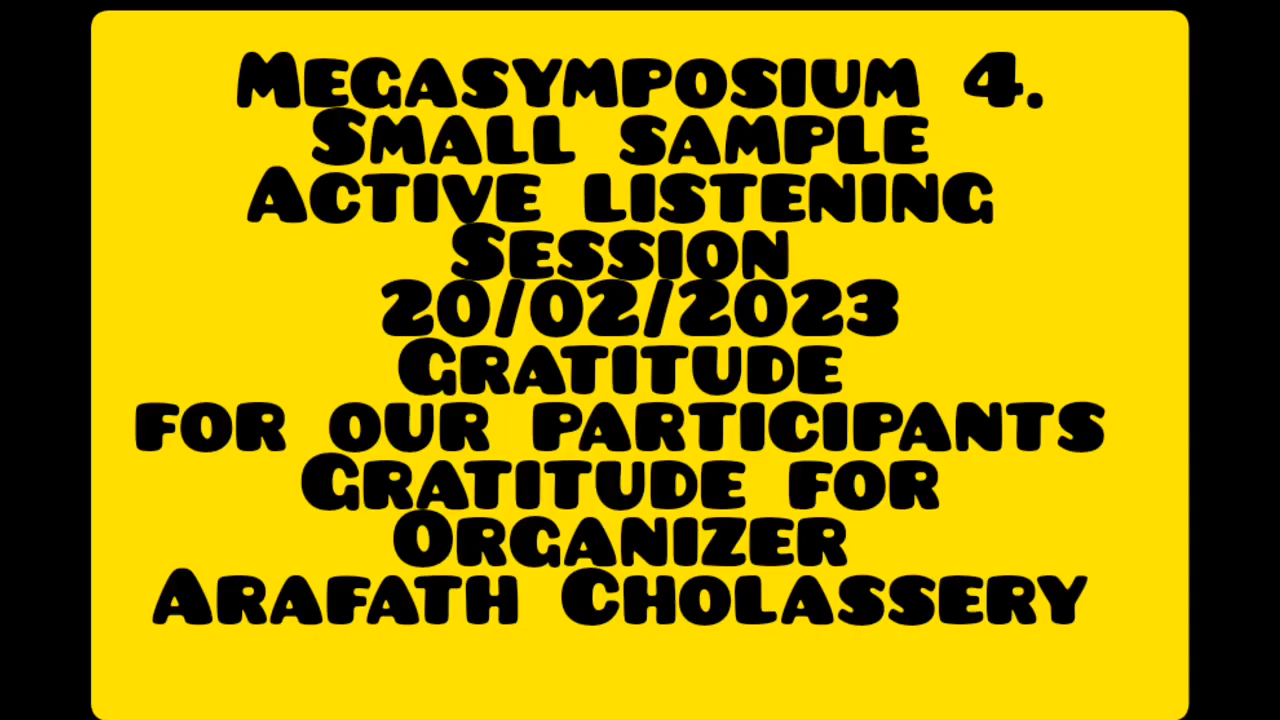 Megasymposium 4.
Small sample
Active listening
Session
20/02/2023
Gratitude
for our participants
Gratitude for
Organizer
Arafath Cholassery